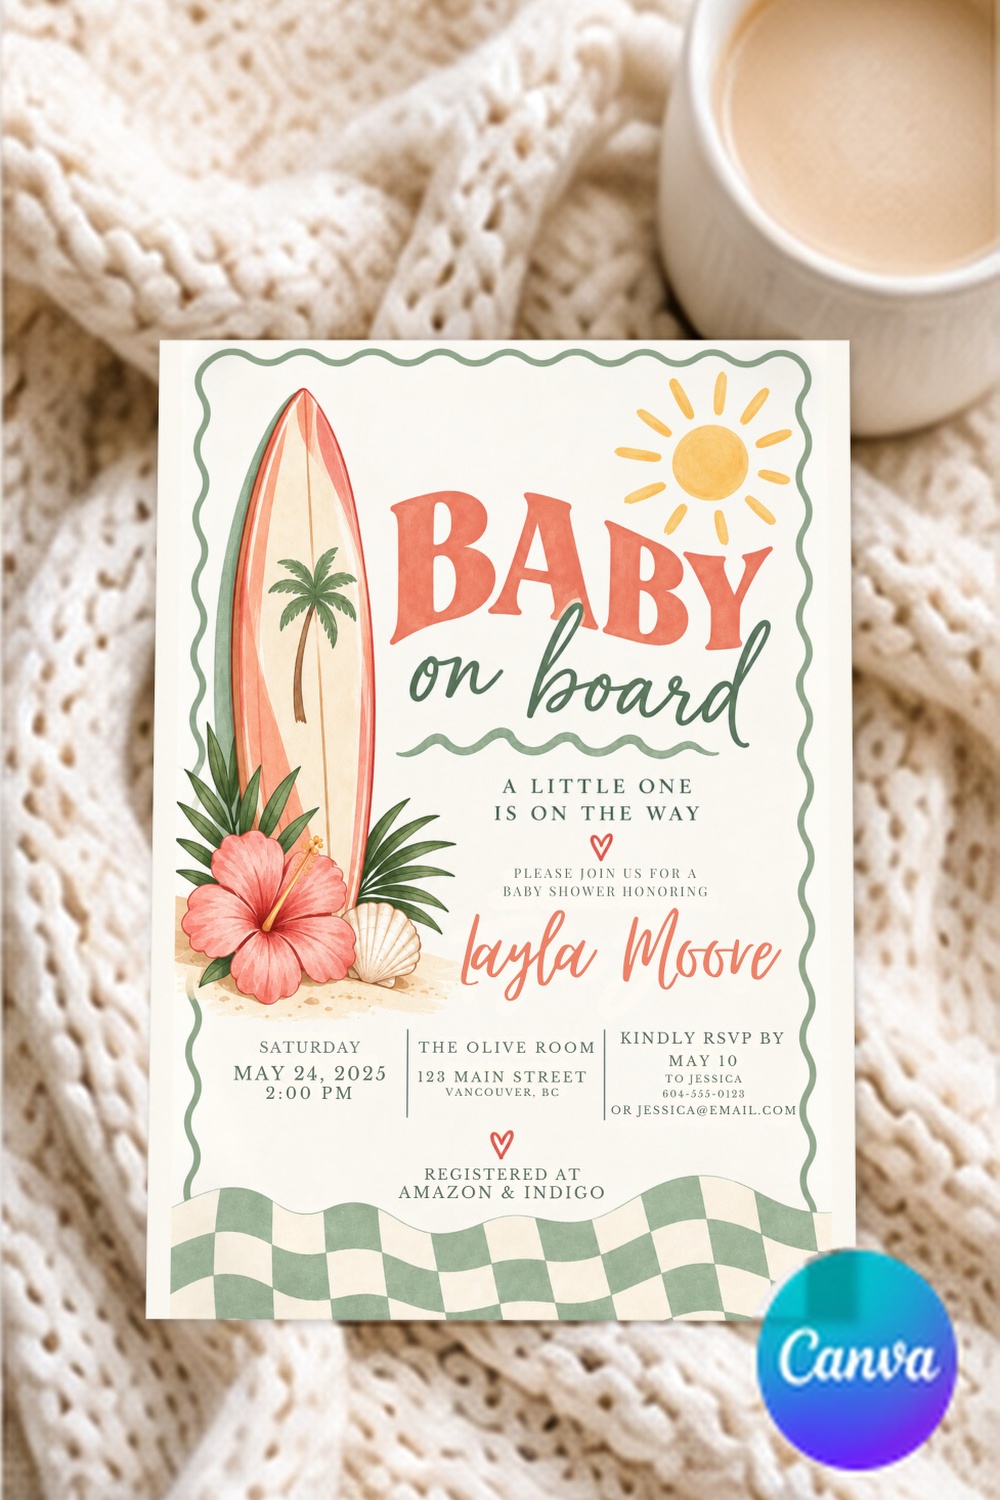 BABY
on board
A LITTLE ONE
IS ON THE WAY
PLEASE JOIN US FOR A
BABY SHOWER HONORING
Layla Moore
SATURDAY
MAY 24, 2025
2:00 PM
THE OLIVE ROOM
123 MAIN STREET
VANCOUVER, BC
KINDLY RSVP BY
MAY 10
TO JESSICA
604-555-0123
OR JESSICA@EMAIL.COM
REGISTERED AT
AMAZON & INDIGO
Canva